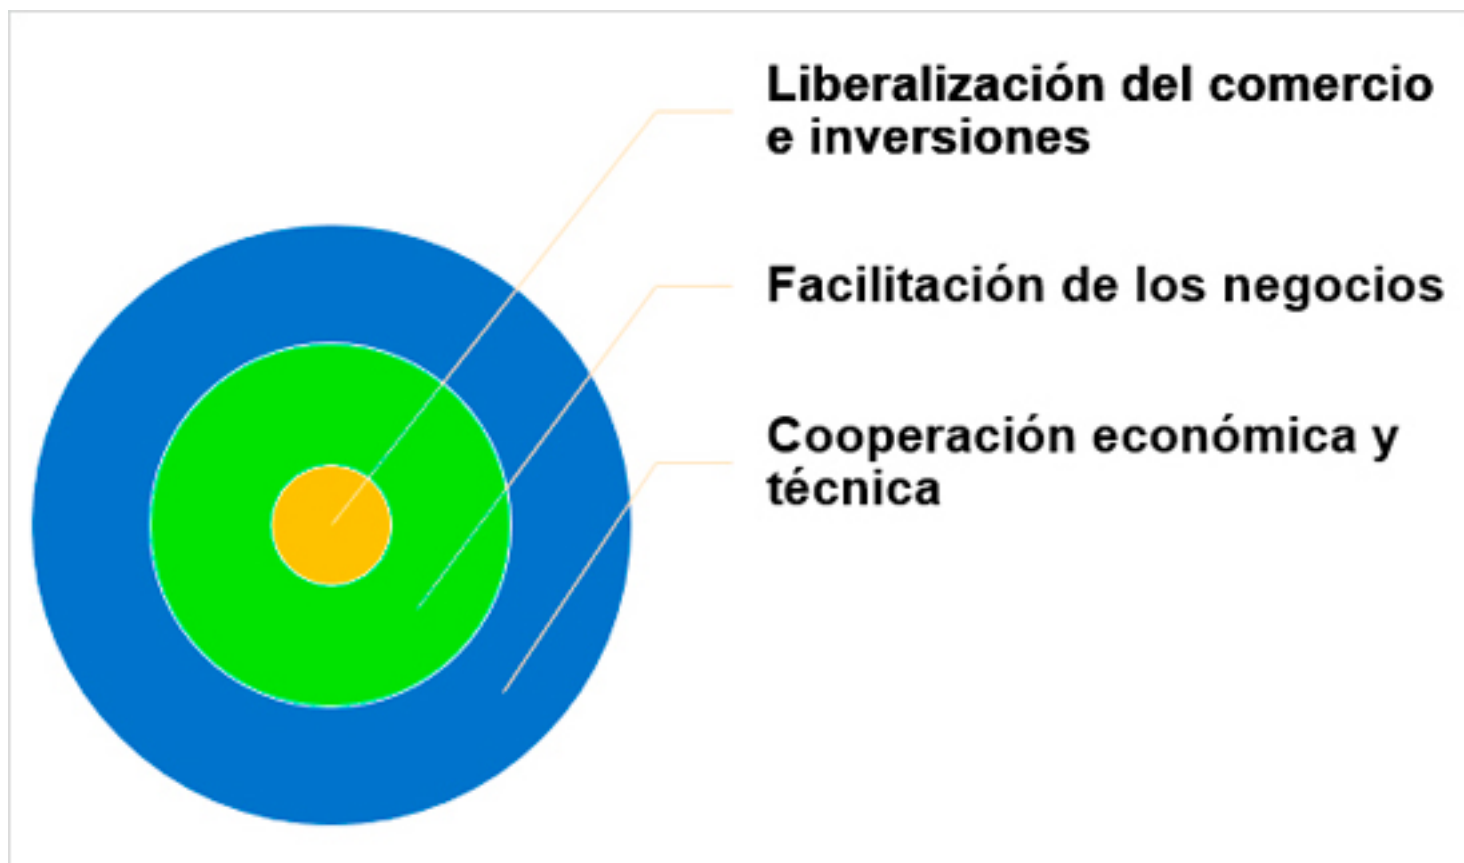 Liberalización del comercio
e inversiones
Facilitación de los negocios
Cooperación económica y
técnica